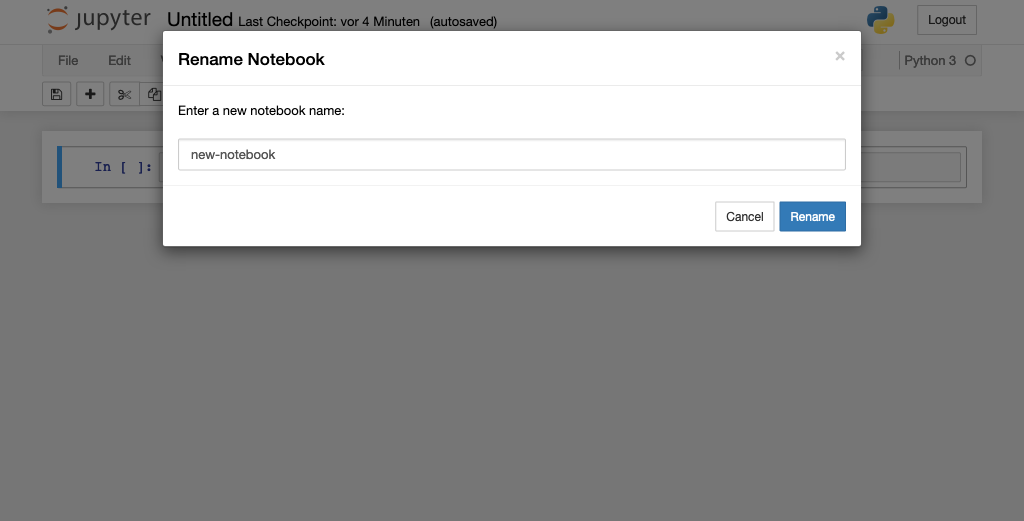 jupyter Untitled Last Checkpoint: vor 4 Minuten (autosaved) Logout
Rename Notebook ×
File Edit Python 3
Enter a new notebook name:
new-notebook
In [ ]:
Cancel Rename